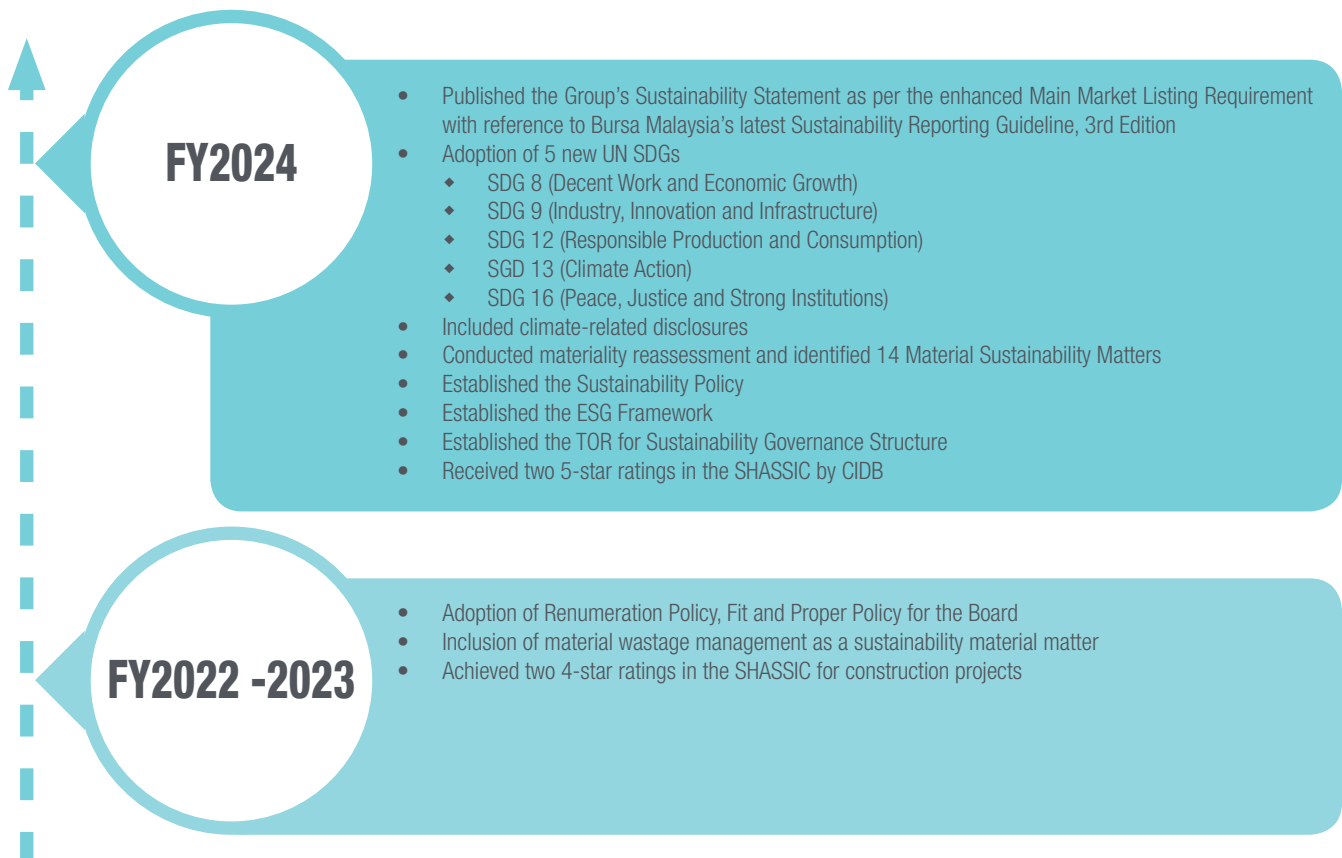 FY2024
• Published the Group's Sustainability Statement as per the enhanced Main Market Listing Requirement
with reference to Bursa Malaysia's latest Sustainability Reporting Guideline, 3rd Edition
• Adoption of 5 new UN SDGs
◆ SDG 8 (Decent Work and Economic Growth)
◆ SDG 9 (Industry, Innovation and Infrastructure)
◆ SDG 12 (Responsible Production and Consumption)
◆ SGD 13 (Climate Action)
◆ SDG 16 (Peace, Justice and Strong Institutions)
• Included climate-related disclosures
• Conducted materiality reassessment and identified 14 Material Sustainability Matters
• Established the Sustainability Policy
• Established the ESG Framework
• Established the TOR for Sustainability Governance Structure
• Received two 5-star ratings in the SHASSIC by CIDB
FY2022 -2023
• Adoption of Renumeration Policy, Fit and Proper Policy for the Board
• Inclusion of material wastage management as a sustainability material matter
• Achieved two 4-star ratings in the SHASSIC for construction projects